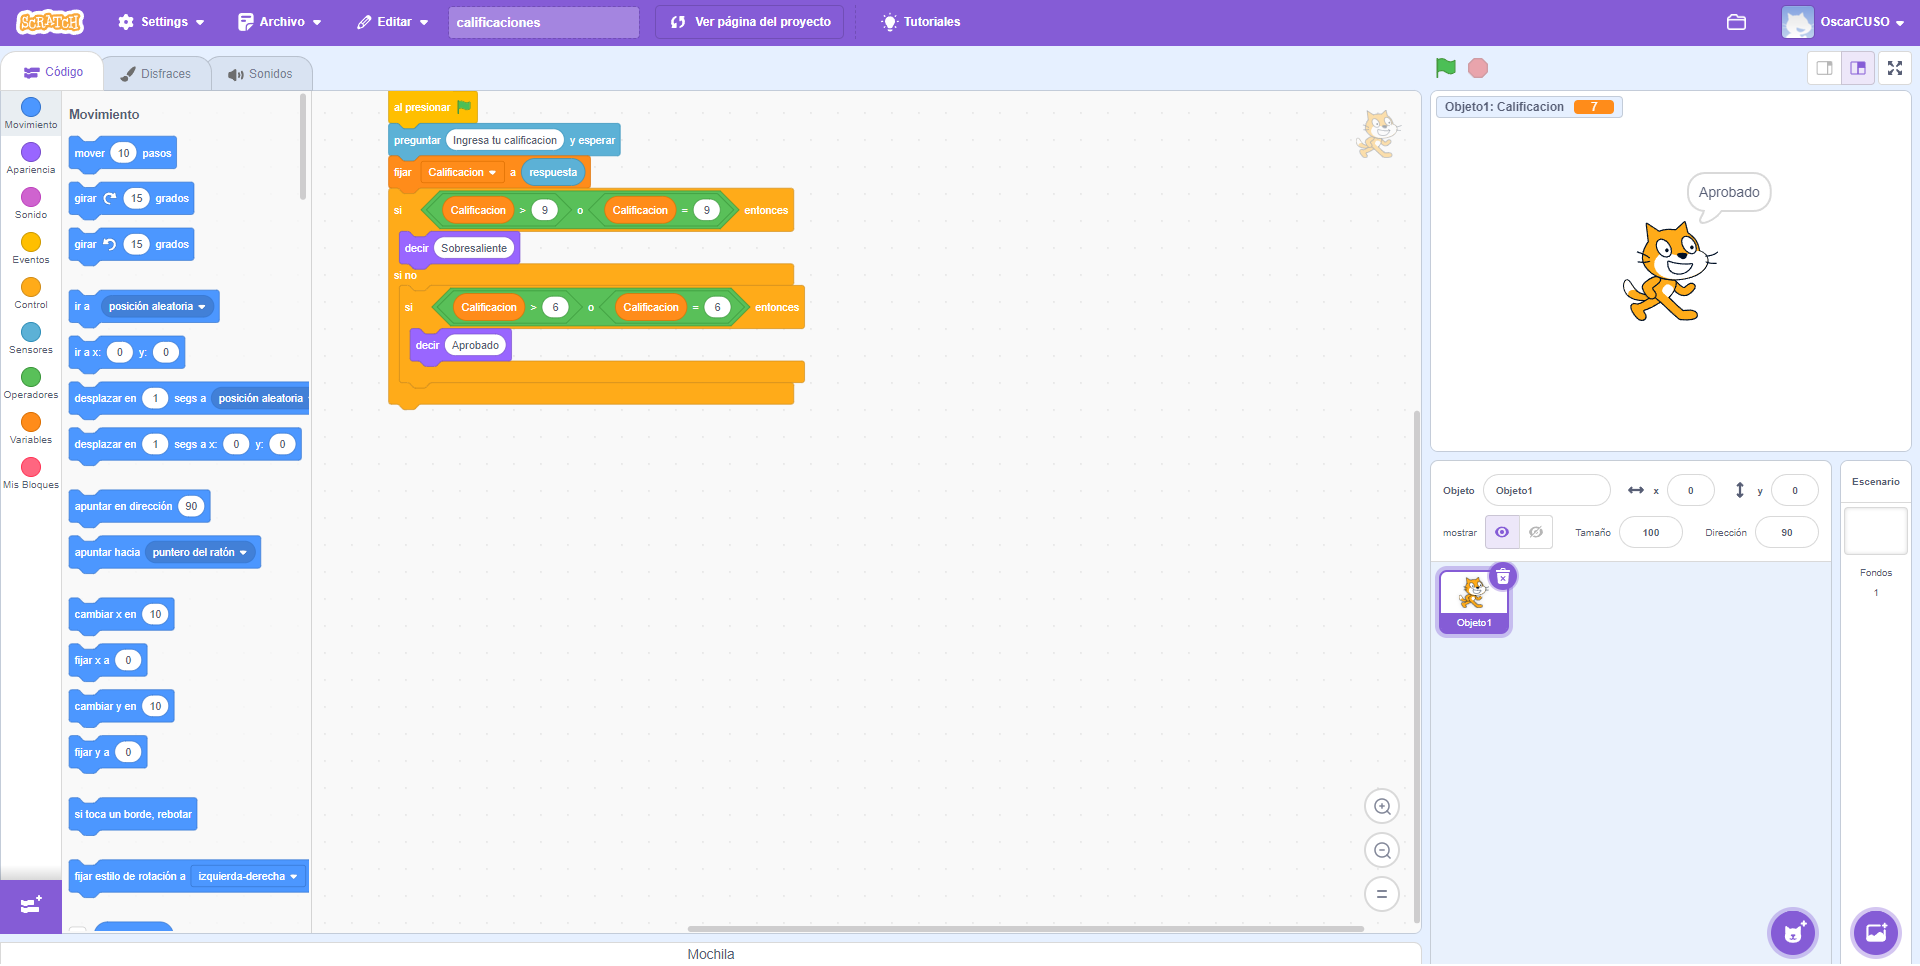 SCRATCH Settings Archivo Editar calificaciones Ver página del proyecto Tutoriales OscarCUSO
Código Disfraces Sonidos
Movimiento
Apariencia
Sonido
Eventos
Control
Sensores
Operadores
Variables
Mis Bloques
Movimiento
mover 10 pasos
girar 15 grados
girar 15 grados
ir a posición aleatoria
ir a x: 0 y: 0
desplazar en 1 segs a posición aleatoria
desplazar en 1 segs a x: 0 y: 0
apuntar en dirección 90
apuntar hacia puntero del ratón
cambiar x en 10
fijar x a 0
cambiar y en 10
fijar y a 0
si toca un borde, rebotar
fijar estilo de rotación a izquierda-derecha
al presionar
preguntar Ingresa tu calificacion y esperar
fijar Calificacion a respuesta
si Calificacion > 9 o Calificacion = 9 entonces
decir Sobresaliente
si no
si Calificacion > 6 o Calificacion = 6 entonces
decir Aprobado
Mochila
Objeto1: Calificacion 7
Aprobado
Objeto Objeto1 x 0 y 0
mostrar Tamaño 100 Dirección 90
Objeto1
Escenario
Fondos
1